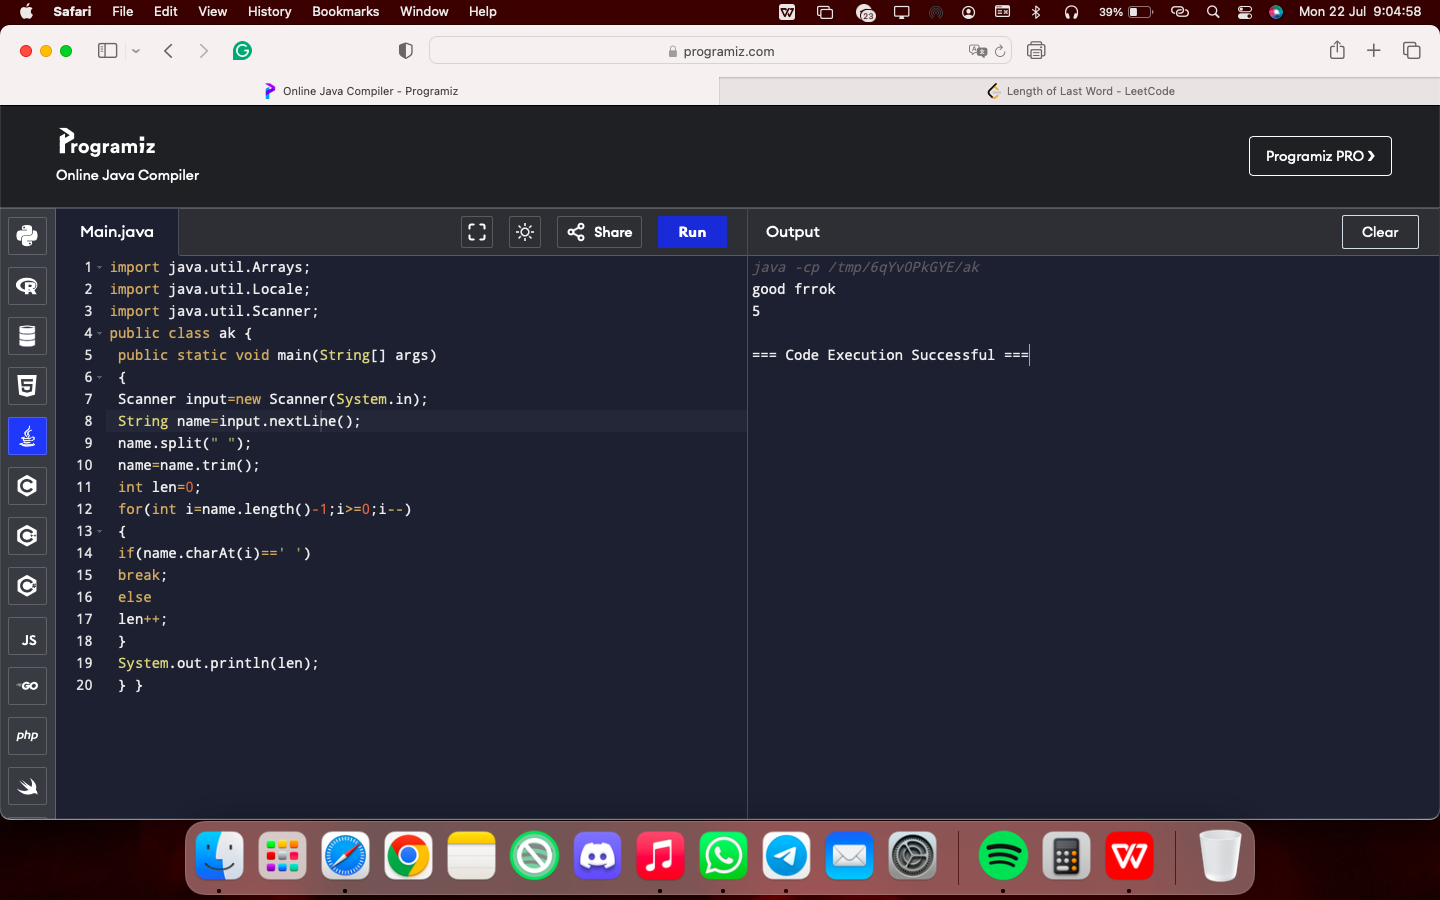 Safari File Edit View History Bookmarks Window Help 23 39% Mon 22 Jul 9:04:58
programiz.com
Online Java Compiler - Programiz
Length of Last Word - LeetCode
Programiz
Online Java Compiler
Programiz PRO ❯
Main.java
Share
Run
Output
Clear
1 import java.util.Arrays;
2 import java.util.Locale;
3 import java.util.Scanner;
4 public class ak {
5 public static void main(String[] args)
6 {
7 Scanner input=new Scanner(System.in);
8 String name=input.nextLine();
9 name.split(" ");
10 name=name.trim();
11 int len=0;
12 for(int i=name.length()-1;i>=0;i--)
13 {
14 if(name.charAt(i)==' ')
15 break;
16 else
17 len++;
18 }
19 System.out.println(len);
20 } }
java -cp /tmp/6qYvOPkGYE/ak
good frrok
5
=== Code Execution Successful ===
R
5
C
C
C
JS
GO
php